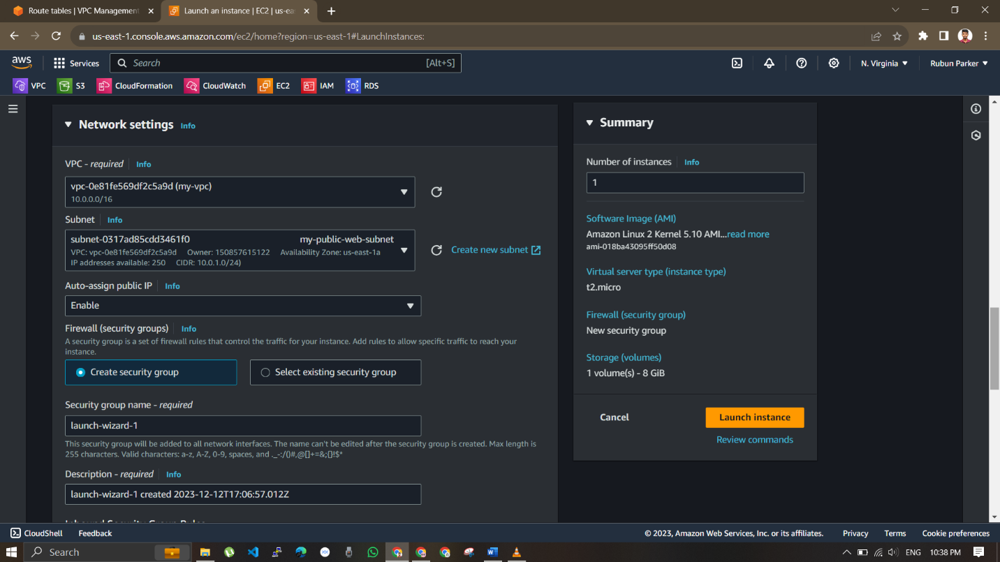 Route tables | VPC Management
Launch an instance | EC2 | us-eas
us-east-1.console.aws.amazon.com/ec2/home?region=us-east-1#LaunchInstances:
aws
Services
Search
[Alt+S]
N. Virginia
Rubun Parker
VPC
S3
CloudFormation
CloudWatch
EC2
IAM
RDS
Network settings Info
VPC - required Info
vpc-0e81fe569df2c5a9d (my-vpc)
10.0.0.0/16
Subnet Info
subnet-0317ad85cdd3461f0 my-public-web-subnet
VPC: vpc-0e81fe569df2c5a9d Owner: 150857615122 Availability Zone: us-east-1a
IP addresses available: 250 CIDR: 10.0.1.0/24)
Create new subnet
Auto-assign public IP Info
Enable
Firewall (security groups) Info
A security group is a set of firewall rules that control the traffic for your instance. Add rules to allow specific traffic to reach your
instance.
Create security group
Select existing security group
Security group name - required
launch-wizard-1
This security group will be added to all network interfaces. The name can't be edited after the security group is created. Max length is
255 characters. Valid characters: a-z, A-Z, 0-9, spaces, and ._-:/()#,@[]+=&;{}!$*
Description - required Info
launch-wizard-1 created 2023-12-12T17:06:57.012Z
Inbound Security Group Rules
Summary
Number of instances Info
1
Software Image (AMI)
Amazon Linux 2 Kernel 5.10 AMI...read more
ami-018ba43095ff50d08
Virtual server type (instance type)
t2.micro
Firewall (security group)
New security group
Storage (volumes)
1 volume(s) - 8 GiB
Cancel
Launch instance
Review commands
CloudShell
Feedback
© 2023, Amazon Web Services, Inc. or its affiliates.
Privacy
Terms
Cookie preferences
Search
ENG
10:38 PM